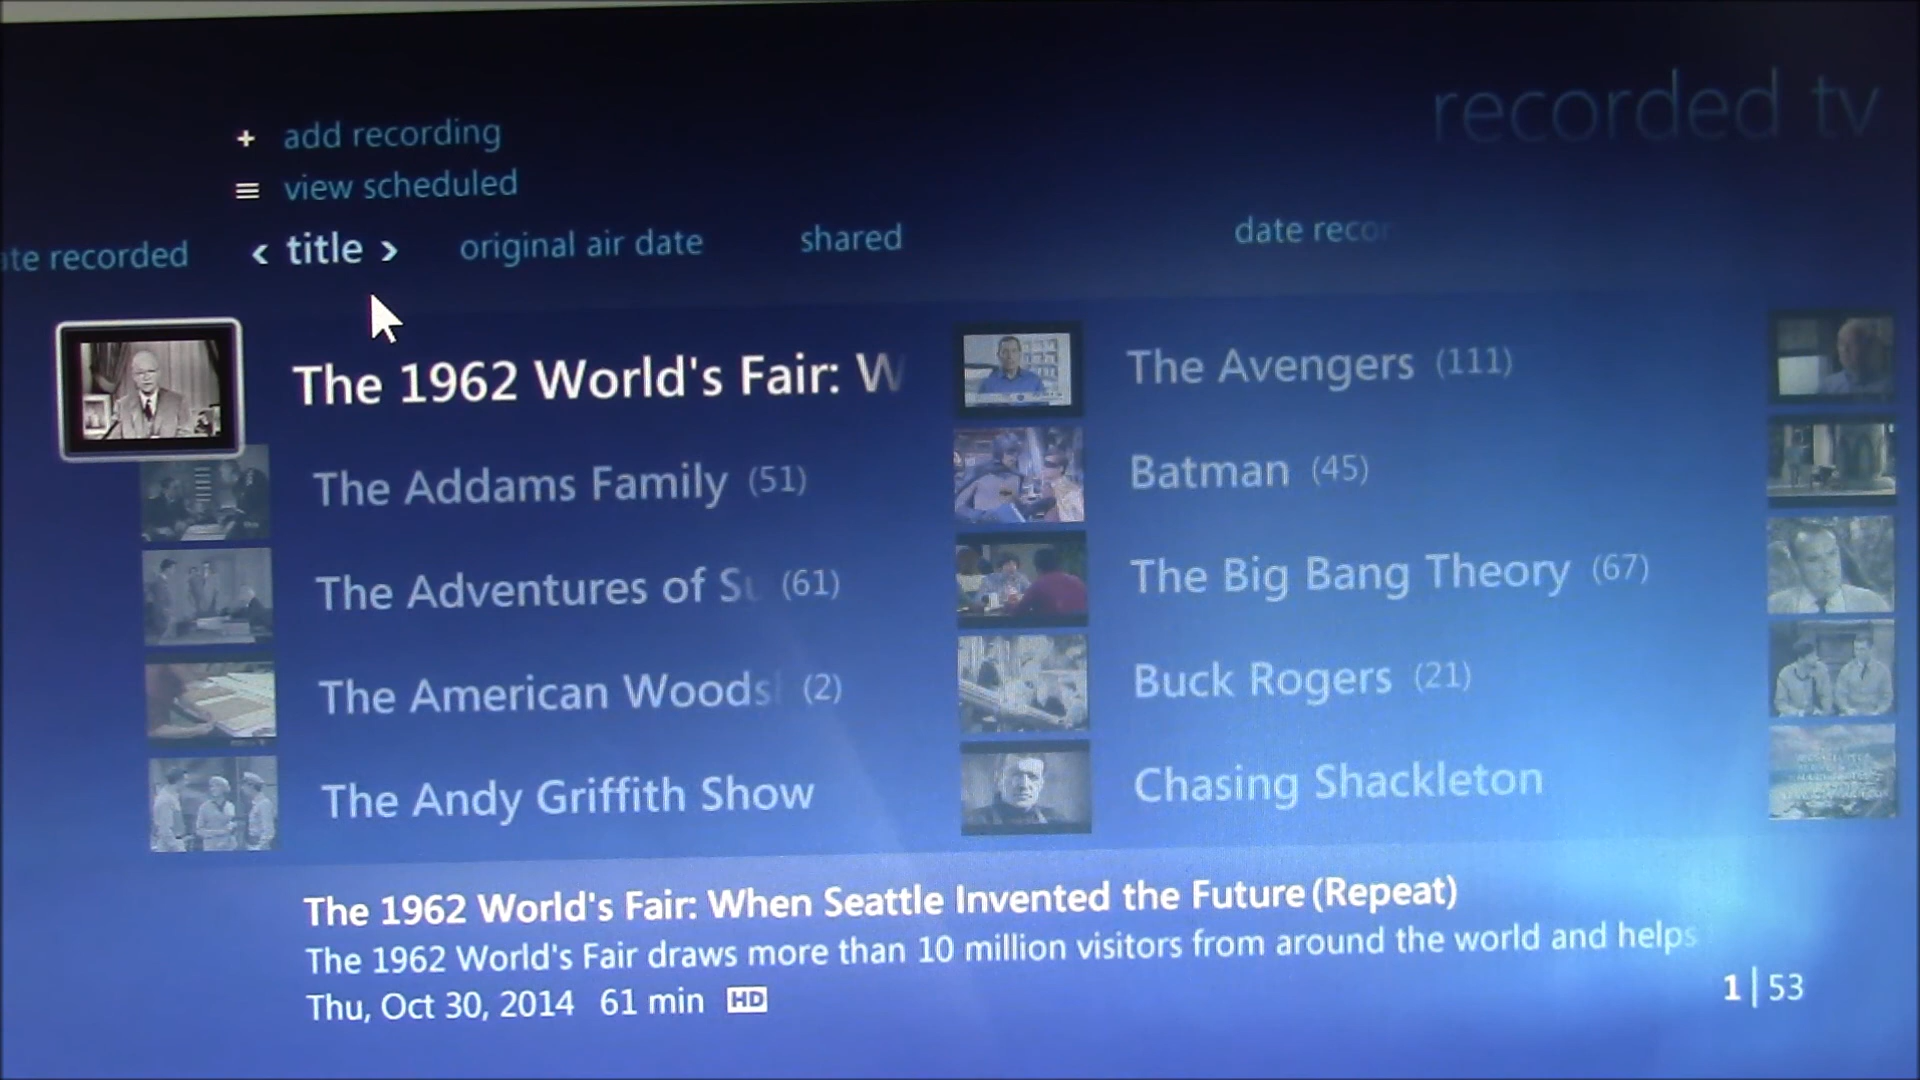 recorded tv
+ add recording
≡ view scheduled
recorded < title > original air date shared date
The 1962 World's Fair:
The Addams Family (51)
The Adventures of (61)
The American (2)
The Andy Griffith Show
The Avengers (111)
Batman (45)
The Big Bang Theory (67)
Buck Rogers (21)
Chasing Shackleton
The 1962 World's Fair: When Seattle Invented the Future (Repeat)
The 1962 World's Fair draws more than 10 million visitors from around the world and helps
Thu, Oct 30, 2014 61 min HD
1 | 53